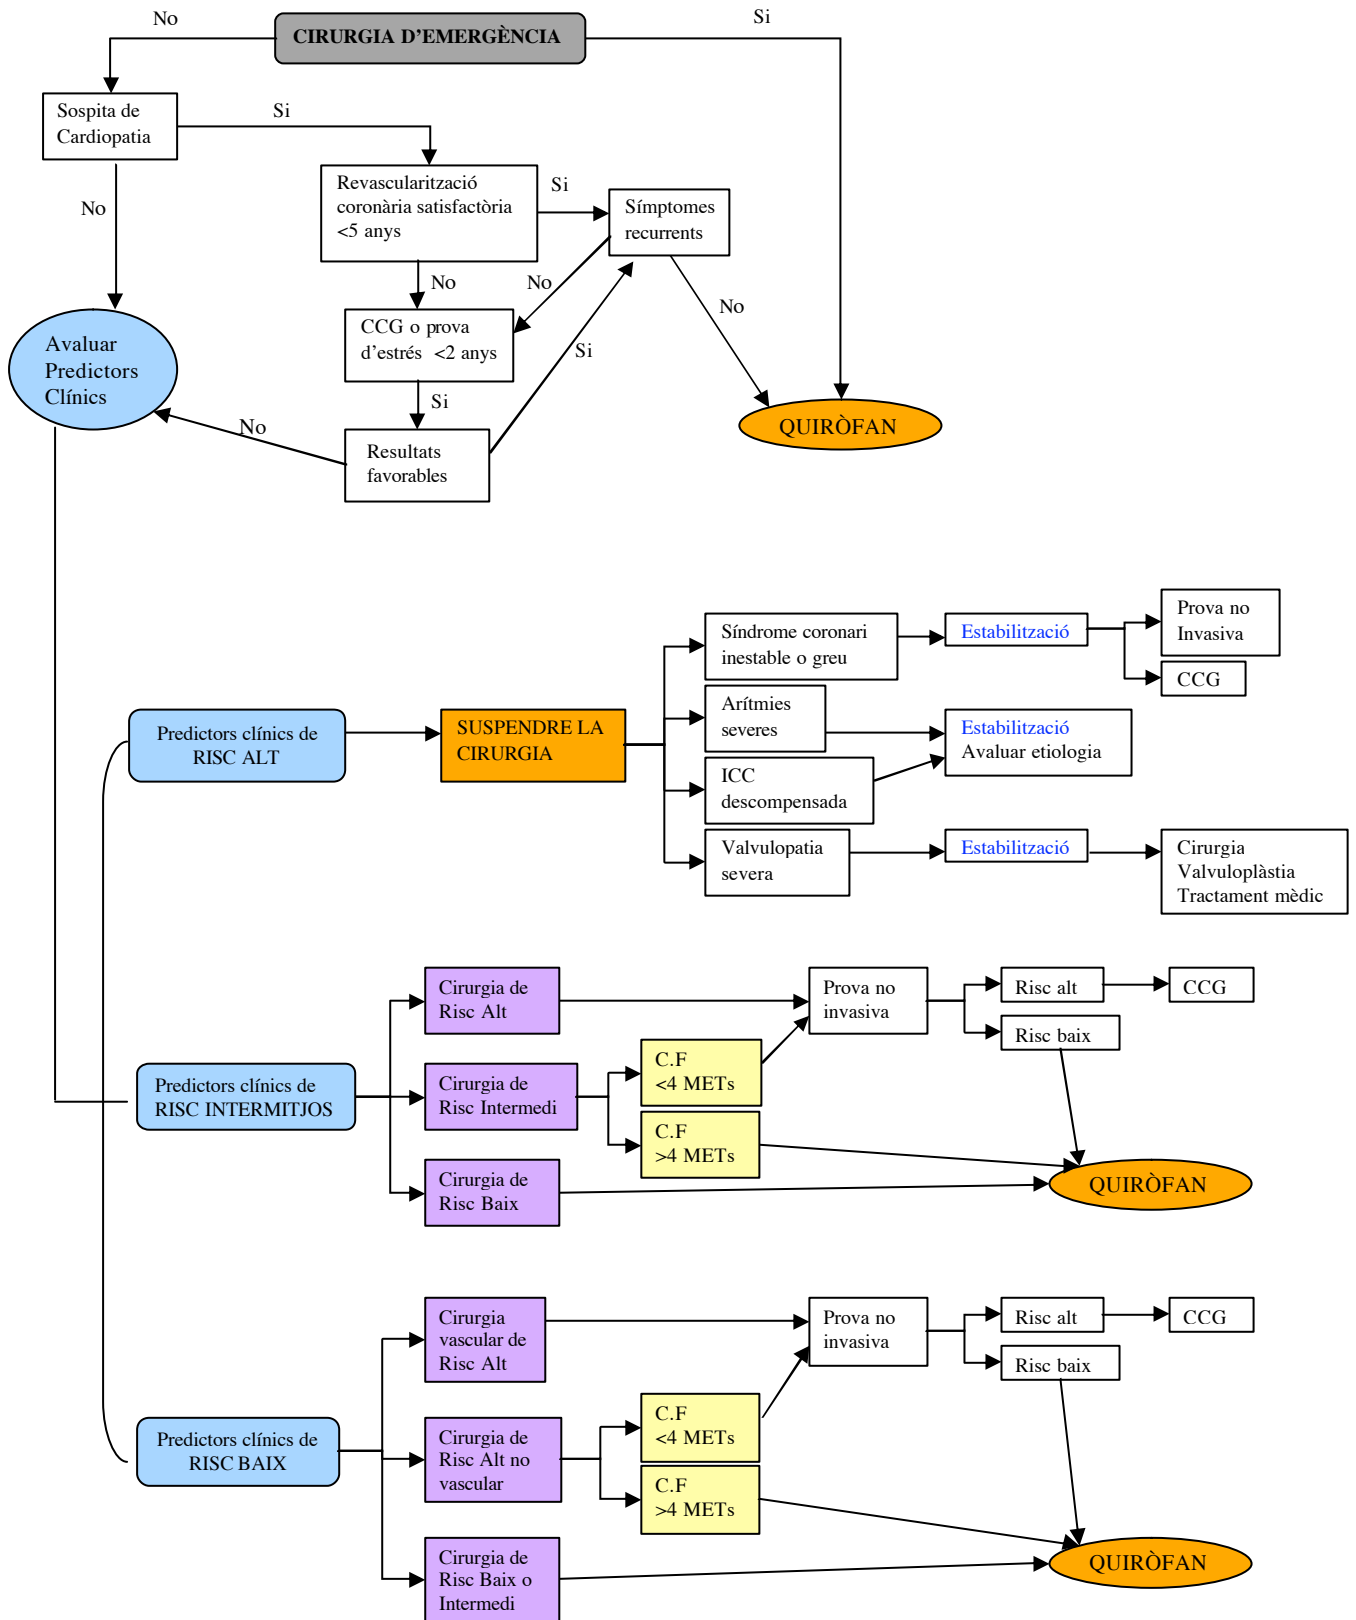 No
CIRURGIA D'EMERGÈNCIA
Si
Sospita de
Cardiopatia
Si
No
Revascularització
coronària satisfactòria
<5 anys
Si
Símptomes
recurrents
No
No
No
CCG o prova
d'estrés <2 anys
Si
Si
Avaluar
Predictors
Clínics
No
Resultats
favorables
QUIRÒFAN
Predictors clínics de
RISC ALT
SUSPENDRE LA
CIRURGIA
Síndrome coronari
inestable o greu
Estabilització
Prova no
Invasiva
CCG
Arítmies
severes
Estabilització
Avaluar etiologia
ICC
descompensada
Valvulopatia
severa
Estabilització
Cirurgia
Valvuloplàstia
Tractament mèdic
Predictors clínics de
RISC INTERMITJOS
Cirurgia de
Risc Alt
Prova no
invasiva
Risc alt
CCG
Risc baix
Cirurgia de
Risc Intermedi
C.F
<4 METs
C.F
>4 METs
Cirurgia de
Risc Baix
QUIRÒFAN
Predictors clínics de
RISC BAIX
Cirurgia
vascular de
Risc Alt
Prova no
invasiva
Risc alt
CCG
Risc baix
Cirurgia de
Risc Alt no
vascular
C.F
<4 METs
C.F
>4 METs
Cirurgia de
Risc Baix o
Intermedi
QUIRÒFAN